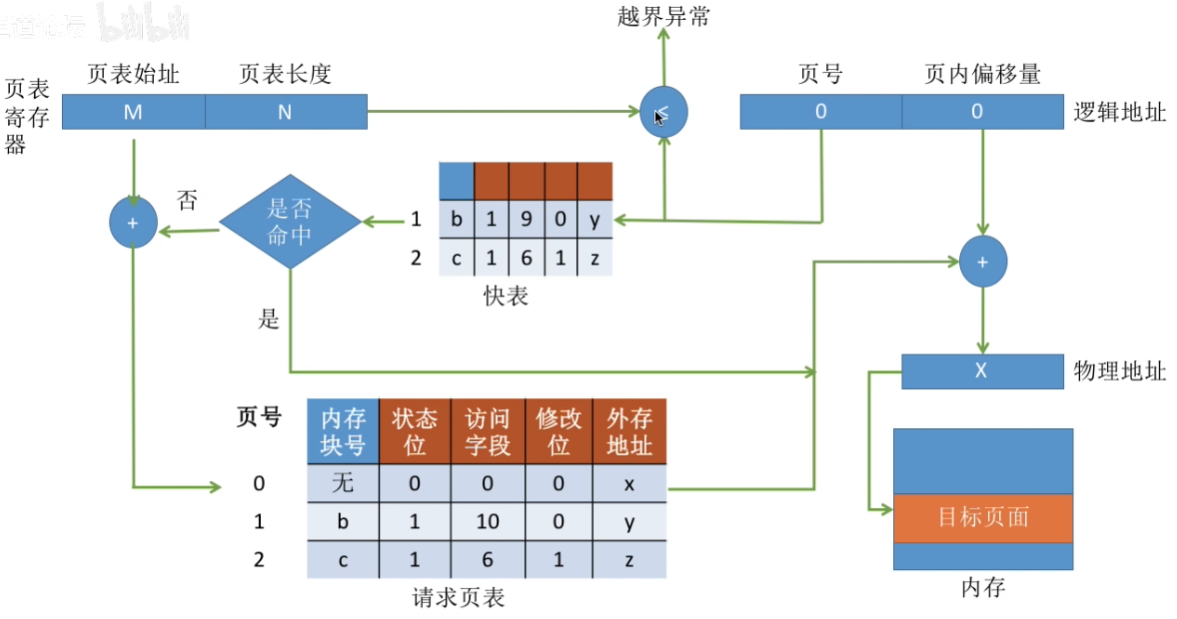 bilibili
越界异常
页表始址 页表长度
页表
寄存
器
M N
≤
页号 页内偏移量
0 0
逻辑地址
否
+
是否
命中
1 b 1 9 0 y
2 c 1 6 1 z
快表
+
是
X
物理地址
页号
内存
块号
状态
位
访问
字段
修改
位
外存
地址
0 无 0 0 0 x
1 b 1 10 0 y
2 c 1 6 1 z
请求页表
目标页面
内存